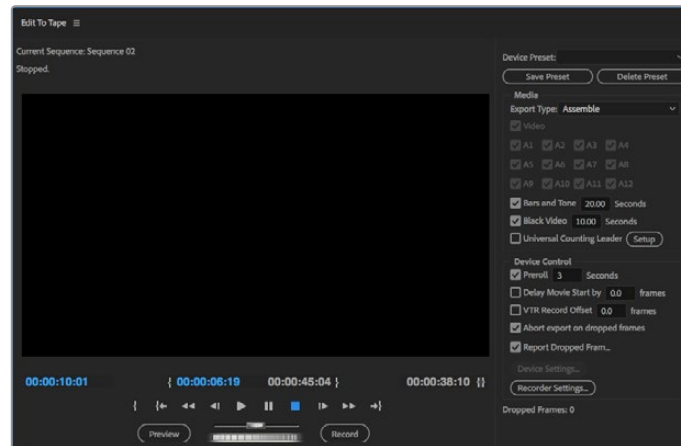 Edit To Tape
Current Sequence: Sequence 02
Stopped.
00:00:10:01
{ 00:00:06:19
00:00:45:04 }
00:00:38:10 {}
Preview
Record
Device Preset:
Save Preset
Delete Preset
Media
Export Type: Assemble
Video
A1 A2 A3 A4
A5 A6 A7 A8
A9 A10 A11 A12
Bars and Tone 20.00 Seconds
Black Video 10.00 Seconds
Universal Counting Leader Setup
Device Control
Preroll 3 Seconds
Delay Movie Start by 0.0 frames
VTR Record Offset 0.0 frames
Abort export on dropped frames
Report Dropped Fram...
Device Settings...
Recorder Settings...
Dropped Frames: 0